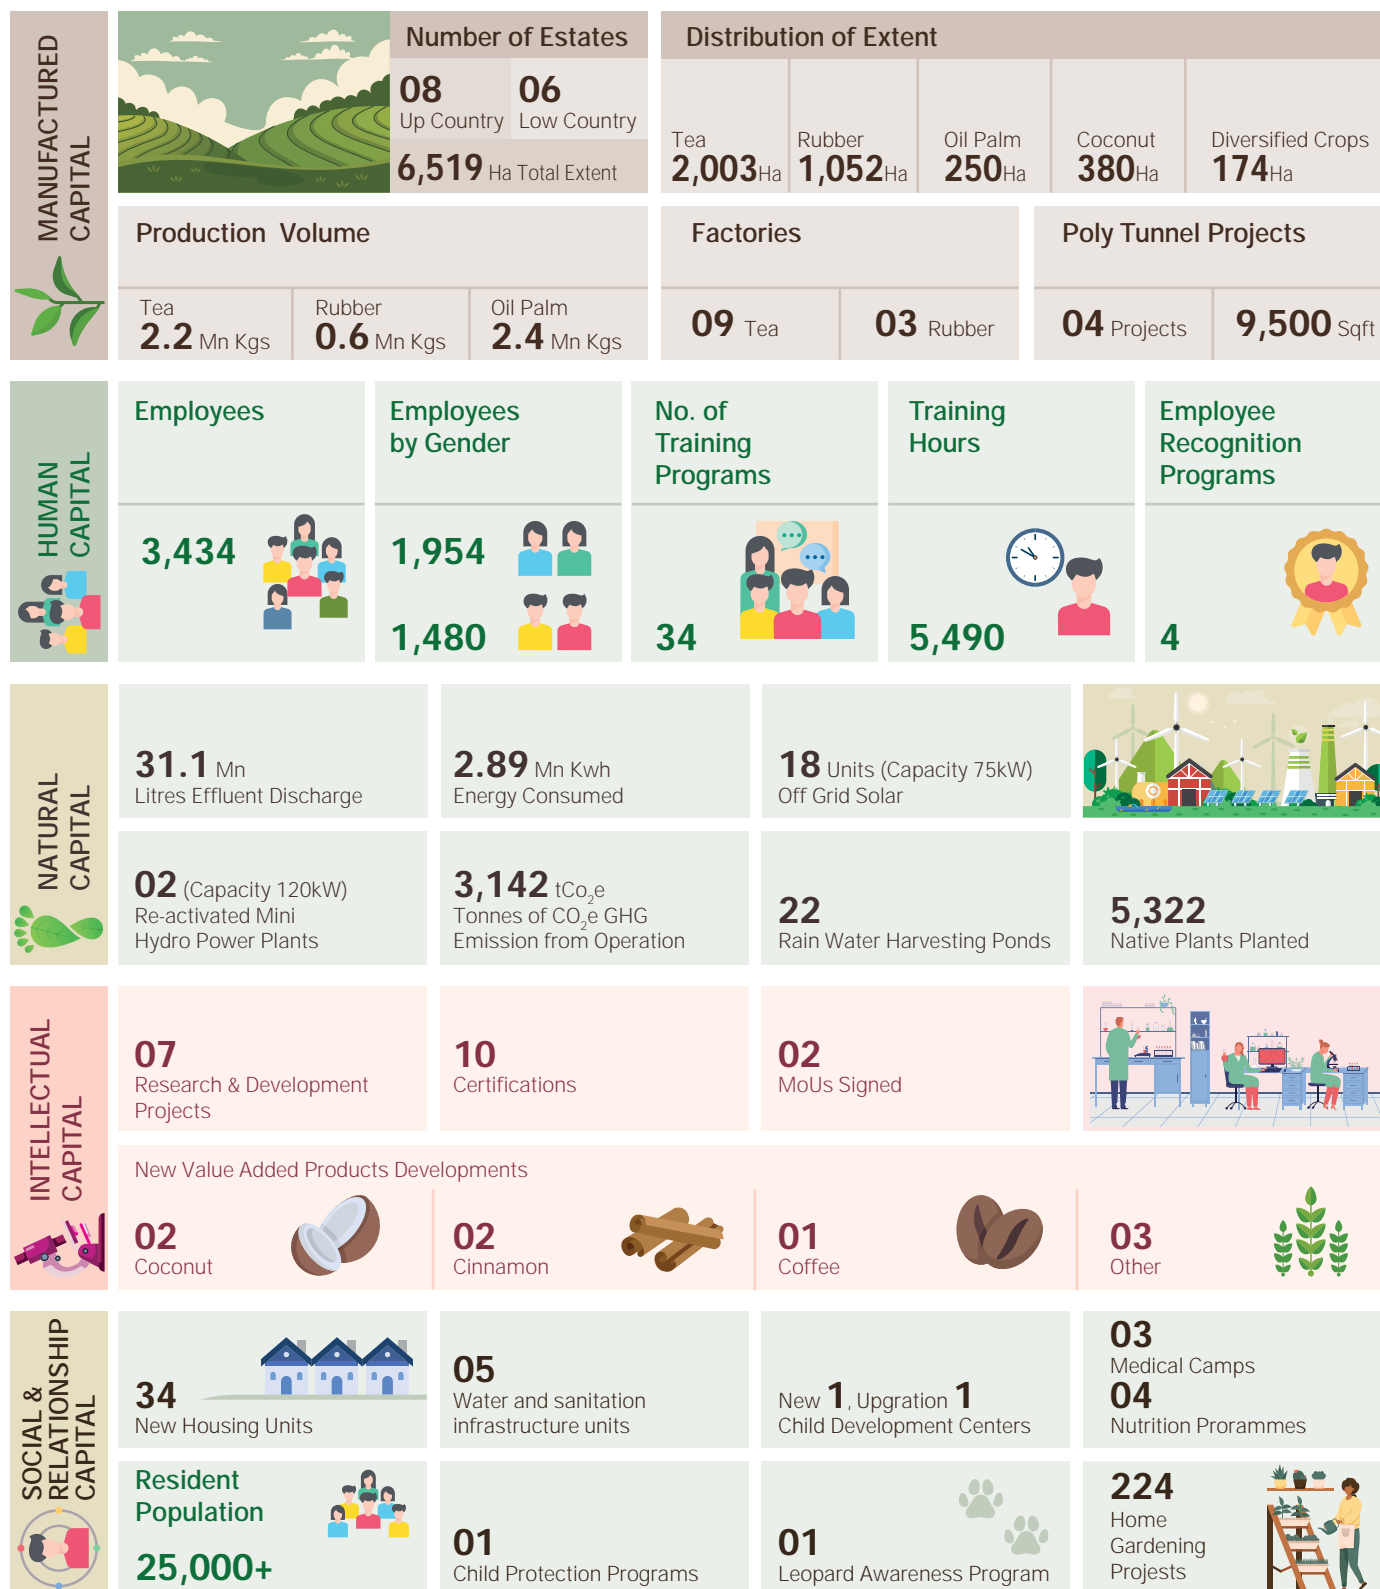 MANUFACTURED
CAPITAL
Number of Estates
08
Up Country
06
Low Country
6,519 Ha Total Extent
Distribution of Extent
Tea
2,003Ha
Rubber
1,052Ha
Oil Palm
250Ha
Coconut
380Ha
Diversified Crops
174Ha
Production Volume
Tea
2.2 Mn Kgs
Rubber
0.6 Mn Kgs
Oil Palm
2.4 Mn Kgs
Factories
09 Tea
03 Rubber
Poly Tunnel Projects
04 Projects
9,500 Sqft
HUMAN
CAPITAL
Employees
3,434
Employees
by Gender
1,954
1,480
No. of
Training
Programs
34
Training
Hours
5,490
Employee
Recognition
Programs
4
NATURAL
CAPITAL
31.1 Mn
Litres Effluent Discharge
2.89 Mn Kwh
Energy Consumed
18 Units (Capacity 75kW)
Off Grid Solar
02 (Capacity 120kW)
Re-activated Mini
Hydro Power Plants
3,142 tCo2e
Tonnes of CO2e GHG
Emission from Operation
22
Rain Water Harvesting Ponds
5,322
Native Plants Planted
INTELLECTUAL
CAPITAL
07
Research & Development
Projects
10
Certifications
02
MoUs Signed
New Value Added Products Developments
02
Coconut
02
Cinnamon
01
Coffee
03
Other
SOCIAL &
RELATIONSHIP
CAPITAL
34
New Housing Units
05
Water and sanitation
infrastructure units
New 1, Upgration 1
Child Development Centers
03
Medical Camps
04
Nutrition Prorammes
Resident
Population
25,000+
01
Child Protection Programs
01
Leopard Awareness Program
224
Home
Gardening
Projests